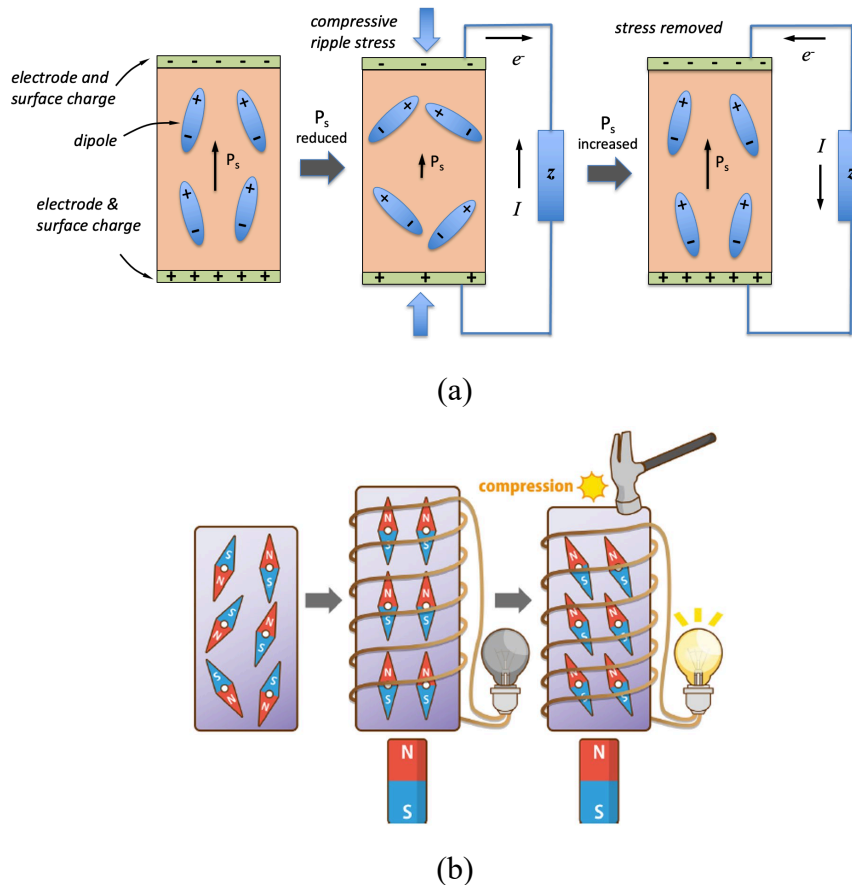 electrode and
surface charge
dipole
electrode &
surface charge
- - - - -
+
-
+
-
Ps
+
-
+
-
+ + + + +
Ps
reduced
compressive
ripple stress
e-
- - -
+
-
+
-
Ps
+
-
+
-
+ + +
I
z
Ps
increased
stress removed
e-
- - - - -
+
-
+
-
Ps
+
-
+
-
+ + + + +
I
z
(a)
compression
S
N
N
S
S
N
N
S
S
N
S
N
N
N
S
S
N
N
S
S
N
N
S
S
N
S
N
N
S
S
N
N
S
S
N
N
S
S
N
S
(b)